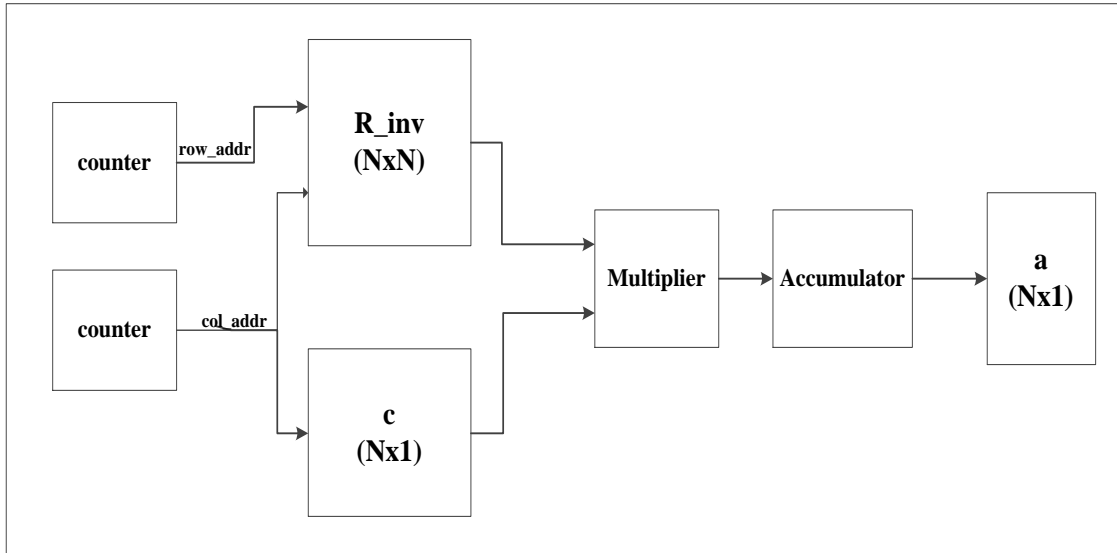 counter
row_addr
R_inv
(NxN)
counter
col_addr
c
(Nx1)
Multiplier
Accumulator
a
(Nx1)